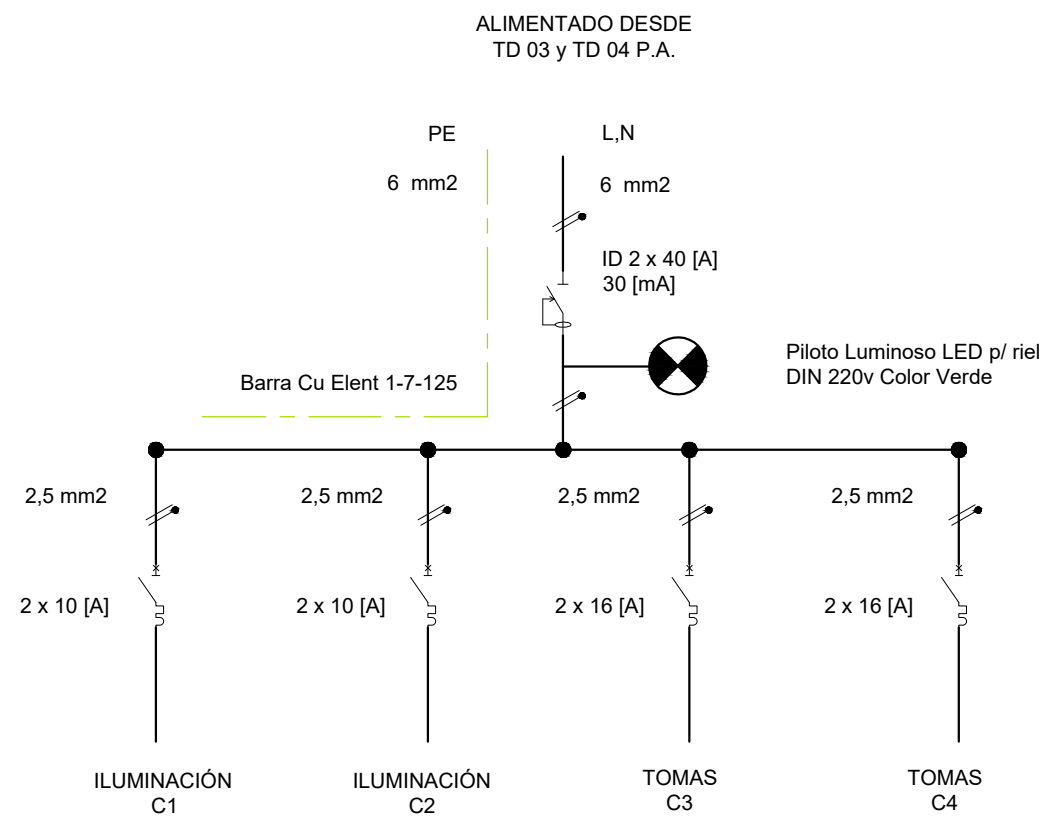 ALIMENTADO DESDE
TD 03 y TD 04 P.A.
PE
L,N
6 mm2
6 mm2
ID 2 x 40 [A]
30 [mA]
Piloto Luminoso LED p/ riel
DIN 220v Color Verde
Barra Cu Elent 1-7-125
2,5 mm2
2,5 mm2
2,5 mm2
2,5 mm2
2 x 10 [A]
2 x 10 [A]
2 x 16 [A]
2 x 16 [A]
ILUMINACIÓN
C1
ILUMINACIÓN
C2
TOMAS
C3
TOMAS
C4